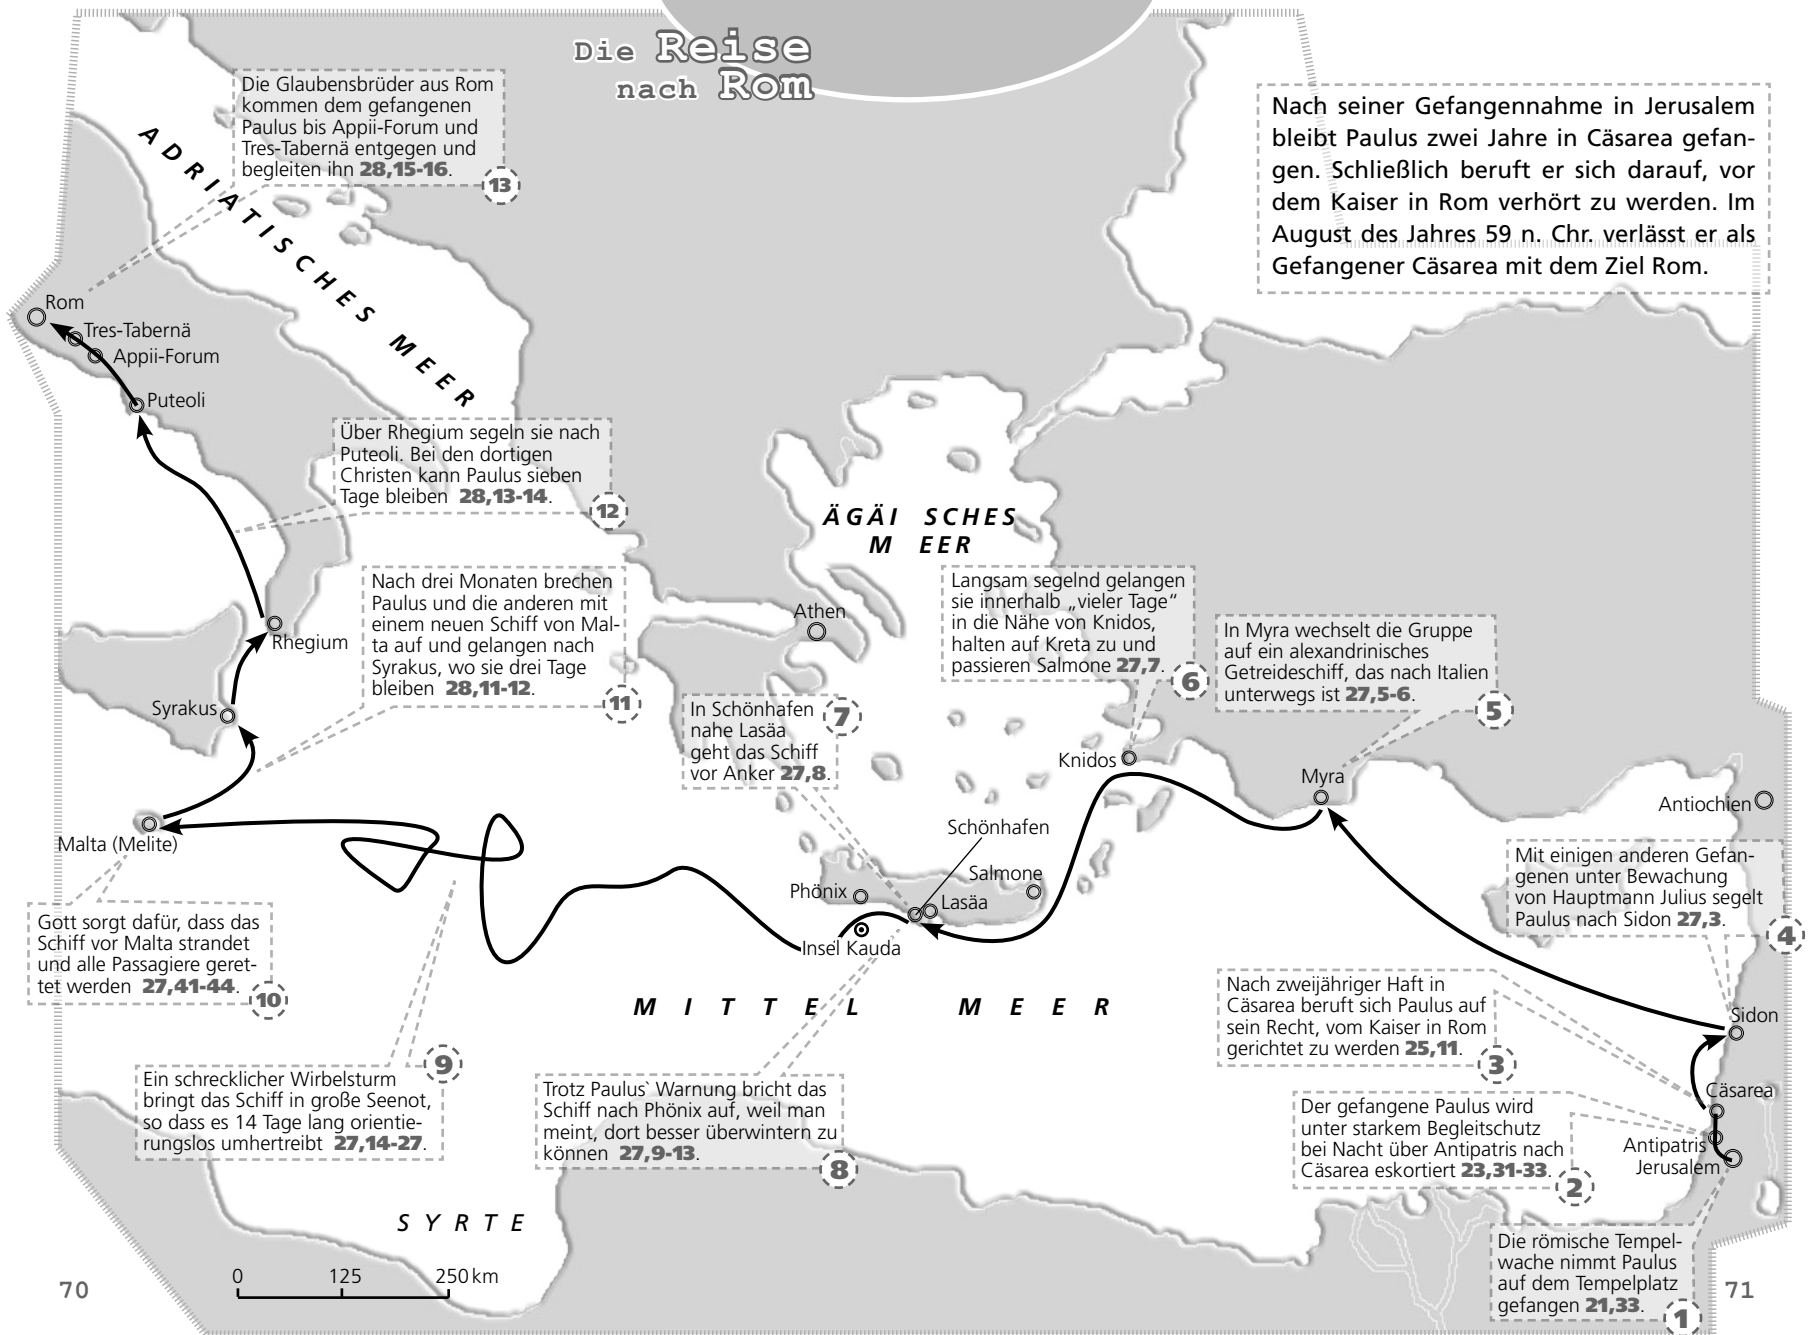 Die Reise
nach Rom
Nach seiner Gefangennahme in Jerusalem
bleibt Paulus zwei Jahre in Cäsarea gefan-
gen. Schließlich beruft er sich darauf, vor
dem Kaiser in Rom verhört zu werden. Im
August des Jahres 59 n. Chr. verlässt er als
Gefangener Cäsarea mit dem Ziel Rom.
Die Glaubensbrüder aus Rom
kommen dem gefangenen
Paulus bis Appii-Forum und
Tres-Tabernä entgegen und
begleiten ihn 28,15-16.
13
ADRIATISCHES MEER
Rom
Tres-Tabernä
Appii-Forum
Puteoli
Über Rhegium segeln sie nach
Puteoli. Bei den dortigen
Christen kann Paulus sieben
Tage bleiben 28,13-14.
12
ÄGÄI SCHES
M EER
Nach drei Monaten brechen
Paulus und die anderen mit
einem neuen Schiff von Mal-
ta auf und gelangen nach
Syrakus, wo sie drei Tage
bleiben 28,11-12.
11
Rhegium
Syrakus
Athen
Langsam segelnd gelangen
sie innerhalb „vieler Tage“
in die Nähe von Knidos,
halten auf Kreta zu und
passieren Salmone 27,7.
6
In Myra wechselt die Gruppe
auf ein alexandrinisches
Getreideschiff, das nach Italien
unterwegs ist 27,5-6.
5
In Schönhafen
nahe Lasäa
geht das Schiff
vor Anker 27,8.
7
Knidos
Myra
Antiochien
Malta (Melite)
Schönhafen
Salmone
Phönix
Lasäa
Insel Kauda
Mit einigen anderen Gefan-
genen unter Bewachung
von Hauptmann Julius segelt
Paulus nach Sidon 27,3.
4
Gott sorgt dafür, dass das
Schiff vor Malta strandet
und alle Passagiere geret-
tet werden 27,41-44.
10
MITTEL MEER
Nach zweijähriger Haft in
Cäsarea beruft sich Paulus auf
sein Recht, vom Kaiser in Rom
gerichtet zu werden 25,11.
3
Sidon
Cäsarea
Antipatris
Jerusalem
Ein schrecklicher Wirbelsturm
bringt das Schiff in große Seenot,
so dass es 14 Tage lang orientie-
rungslos umhertreibt 27,14-27.
9
Trotz Paulus` Warnung bricht das
Schiff nach Phönix auf, weil man
meint, dort besser überwintern zu
können 27,9-13.
8
Der gefangene Paulus wird
unter starkem Begleitschutz
bei Nacht über Antipatris nach
Cäsarea eskortiert 23,31-33.
2
SYRTE
Die römische Tempel-
wache nimmt Paulus
auf dem Tempelplatz
gefangen 21,33.
1
0 125 250 km
70
71